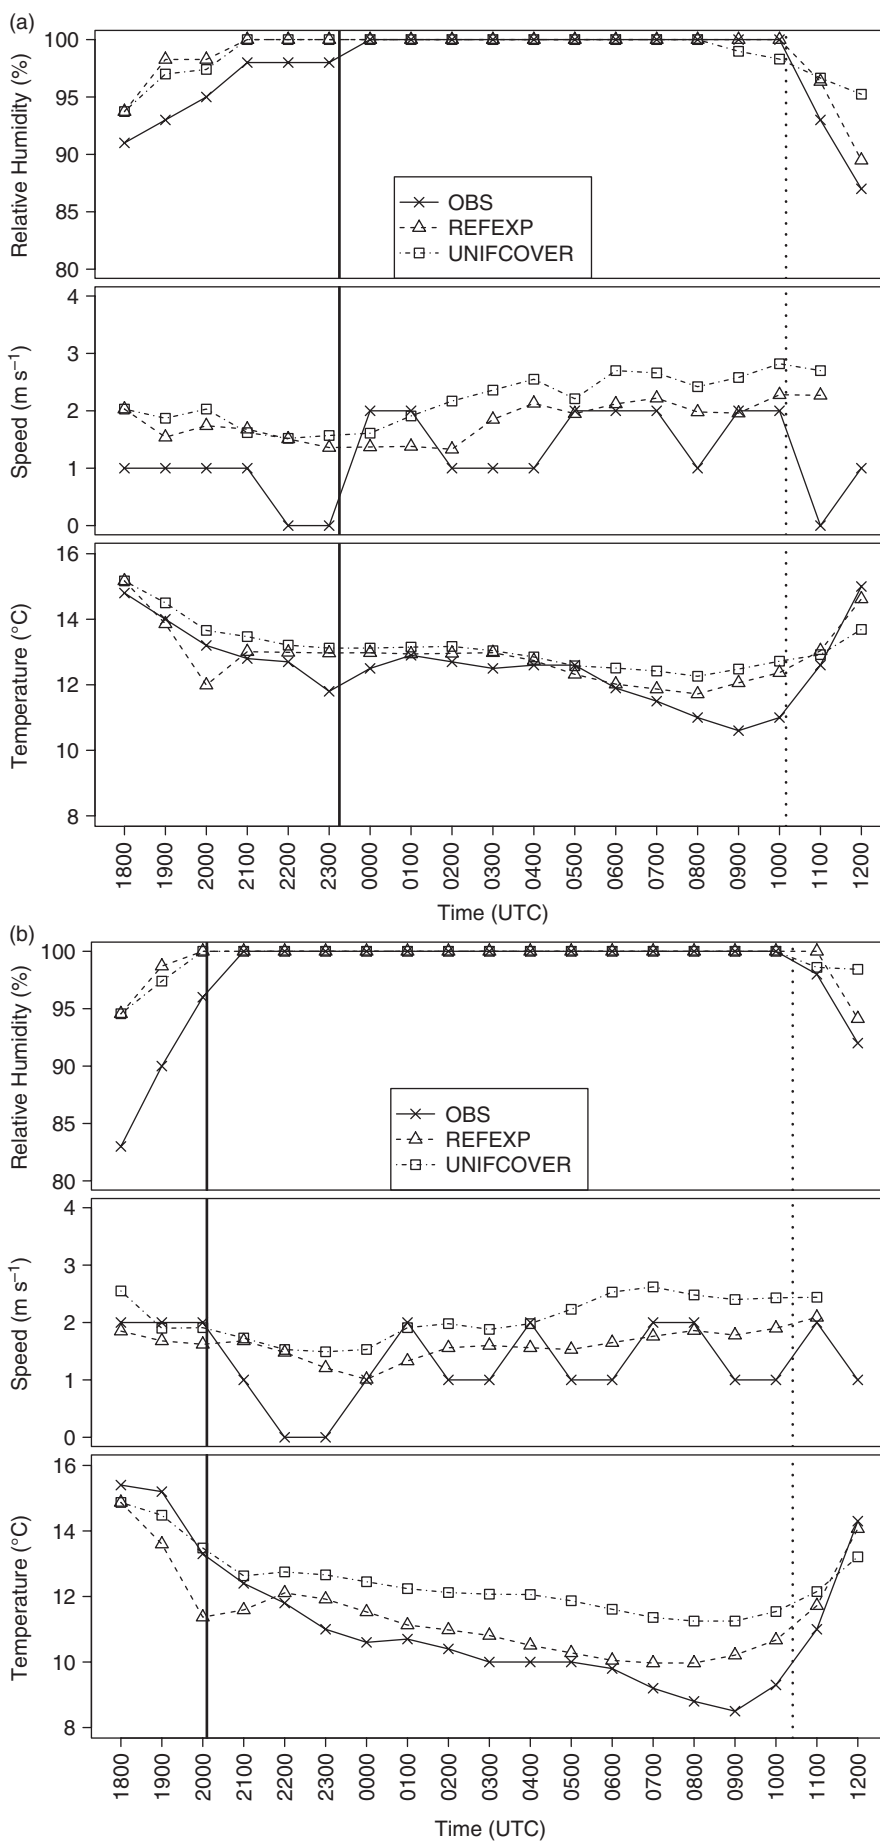 (a)
100
95
90
85
80
Relative Humidity (%)
OBS
REFEXP
UNIFCOVER
4
3
2
1
0
Speed (m s⁻¹)
16
14
12
10
8
Temperature (°C)
1800 1900 2000 2100 2200 2300 0000 0100 0200 0300 0400 0500 0600 0700 0800 0900 1000 1100 1200
Time (UTC)
(b)
100
95
90
85
80
Relative Humidity (%)
OBS
REFEXP
UNIFCOVER
4
3
2
1
0
Speed (m s⁻¹)
16
14
12
10
8
Temperature (°C)
1800 1900 2000 2100 2200 2300 0000 0100 0200 0300 0400 0500 0600 0700 0800 0900 1000 1100 1200
Time (UTC)